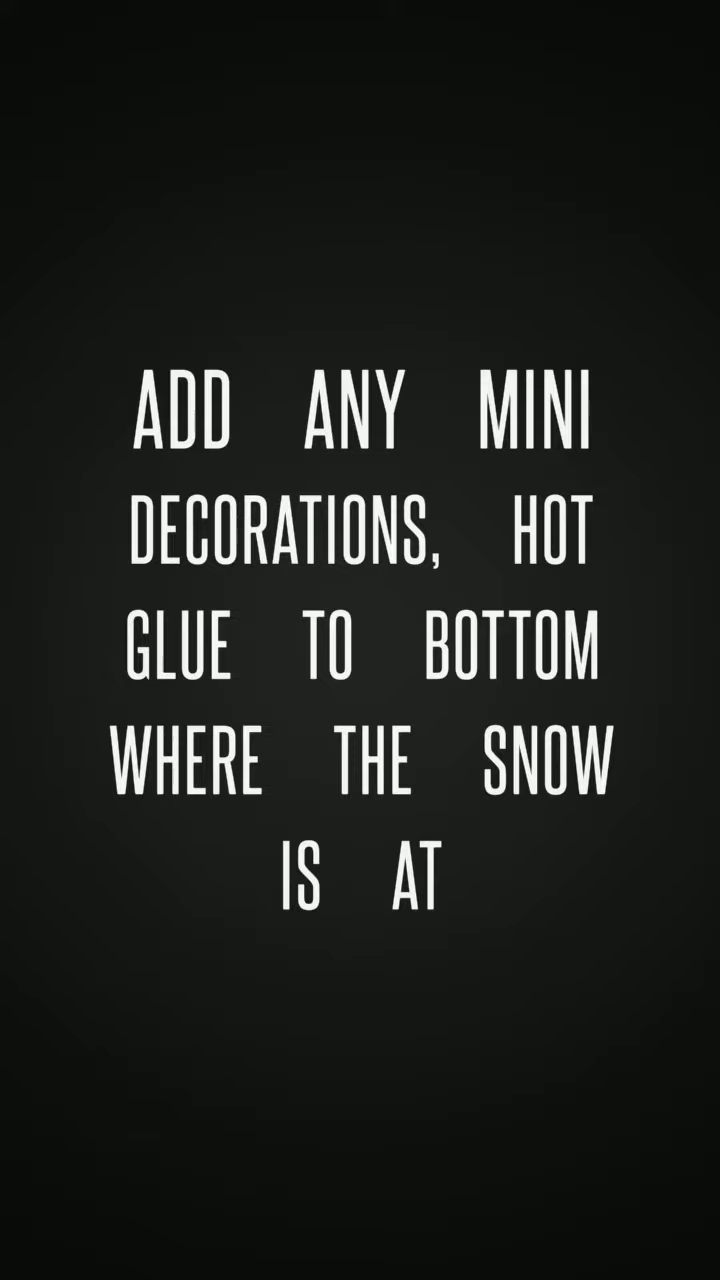 ADD ANY MINI
DECORATIONS, HOT
GLUE TO BOTTOM
WHERE THE SNOW
IS AT